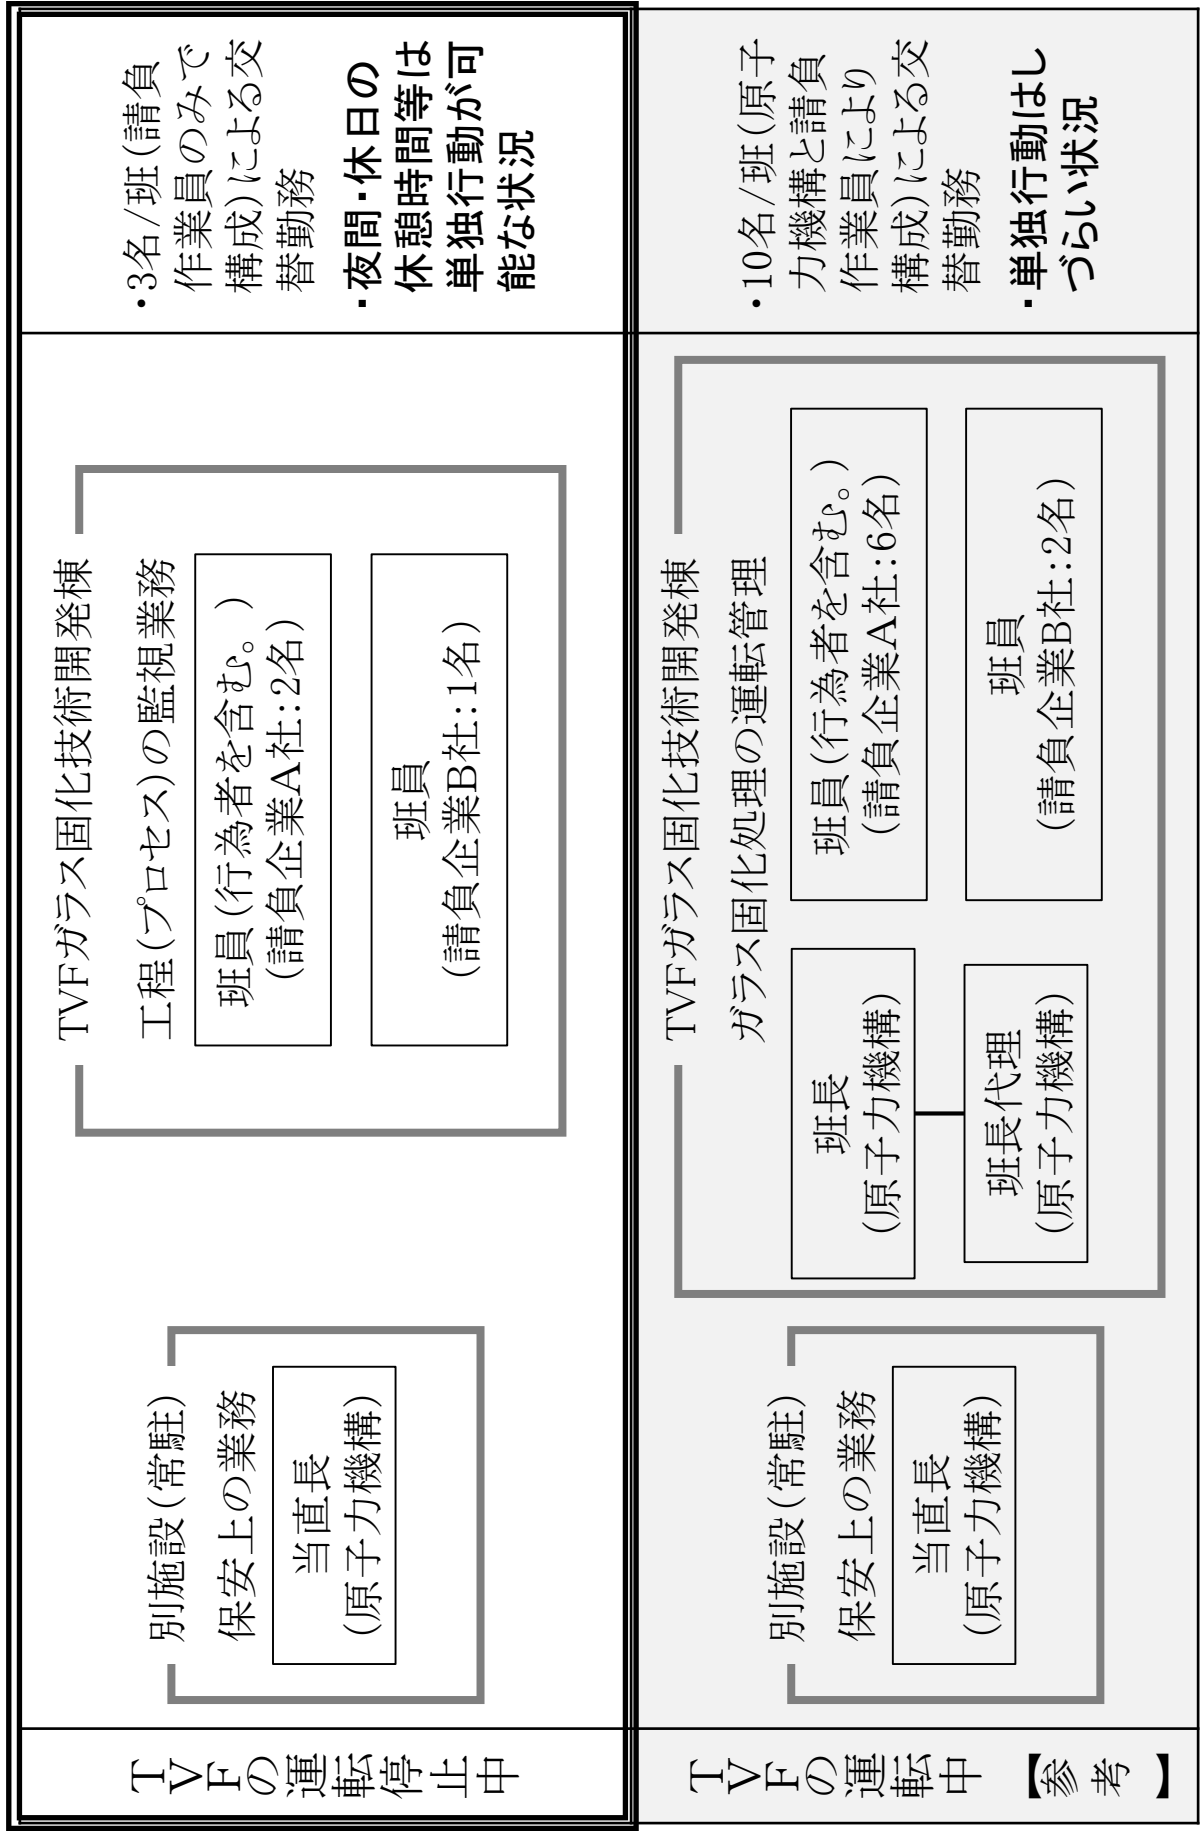 TVFの運転停止中
別施設（常駐）
保安上の業務
当直長
（原子力機構）
TVFガラス固化技術開発棟
工程（プロセス）の監視業務
班員（行為者を含む。）
（請負企業A社：2名）
班員
（請負企業B社：1名）
・3名/班（請負
作業員のみで
構成）による交
替勤務
・夜間・休日の
休憩時間等は
単独行動が可
能な状況
TVFの運転中【参考】
別施設（常駐）
保安上の業務
当直長
（原子力機構）
TVFガラス固化技術開発棟
ガラス固化処理の運転管理
班長
（原子力機構）
班長代理
（原子力機構）
班員（行為者を含む。）
（請負企業A社：6名）
班員
（請負企業B社：2名）
・10名/班（原子
力機構と請負
作業員により
構成）による交
替勤務
・単独行動はし
づらい状況